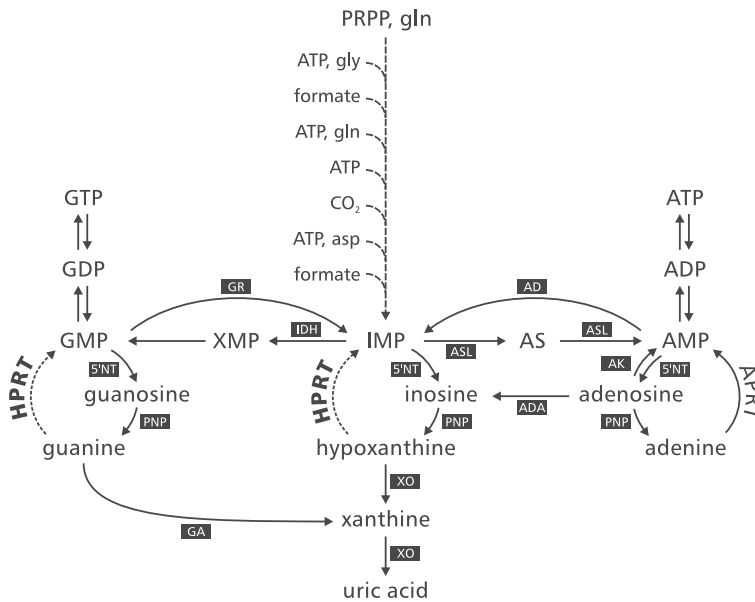 PRPP, gln
ATP, gly
formate
ATP, gln
ATP
CO₂
ATP, asp
formate
GTP
ATP
GDP
ADP
GR
AD
GMP
XMP
IDH
IMP
ASL
AS
ASL
AMP
HPRT
5'NT
guanosine
PNP
guanine
HPRT
5'NT
inosine
PNP
hypoxanthine
ADA
AK
5'NT
adenosine
PNP
adenine
APRT
XO
GA
xanthine
XO
uric acid